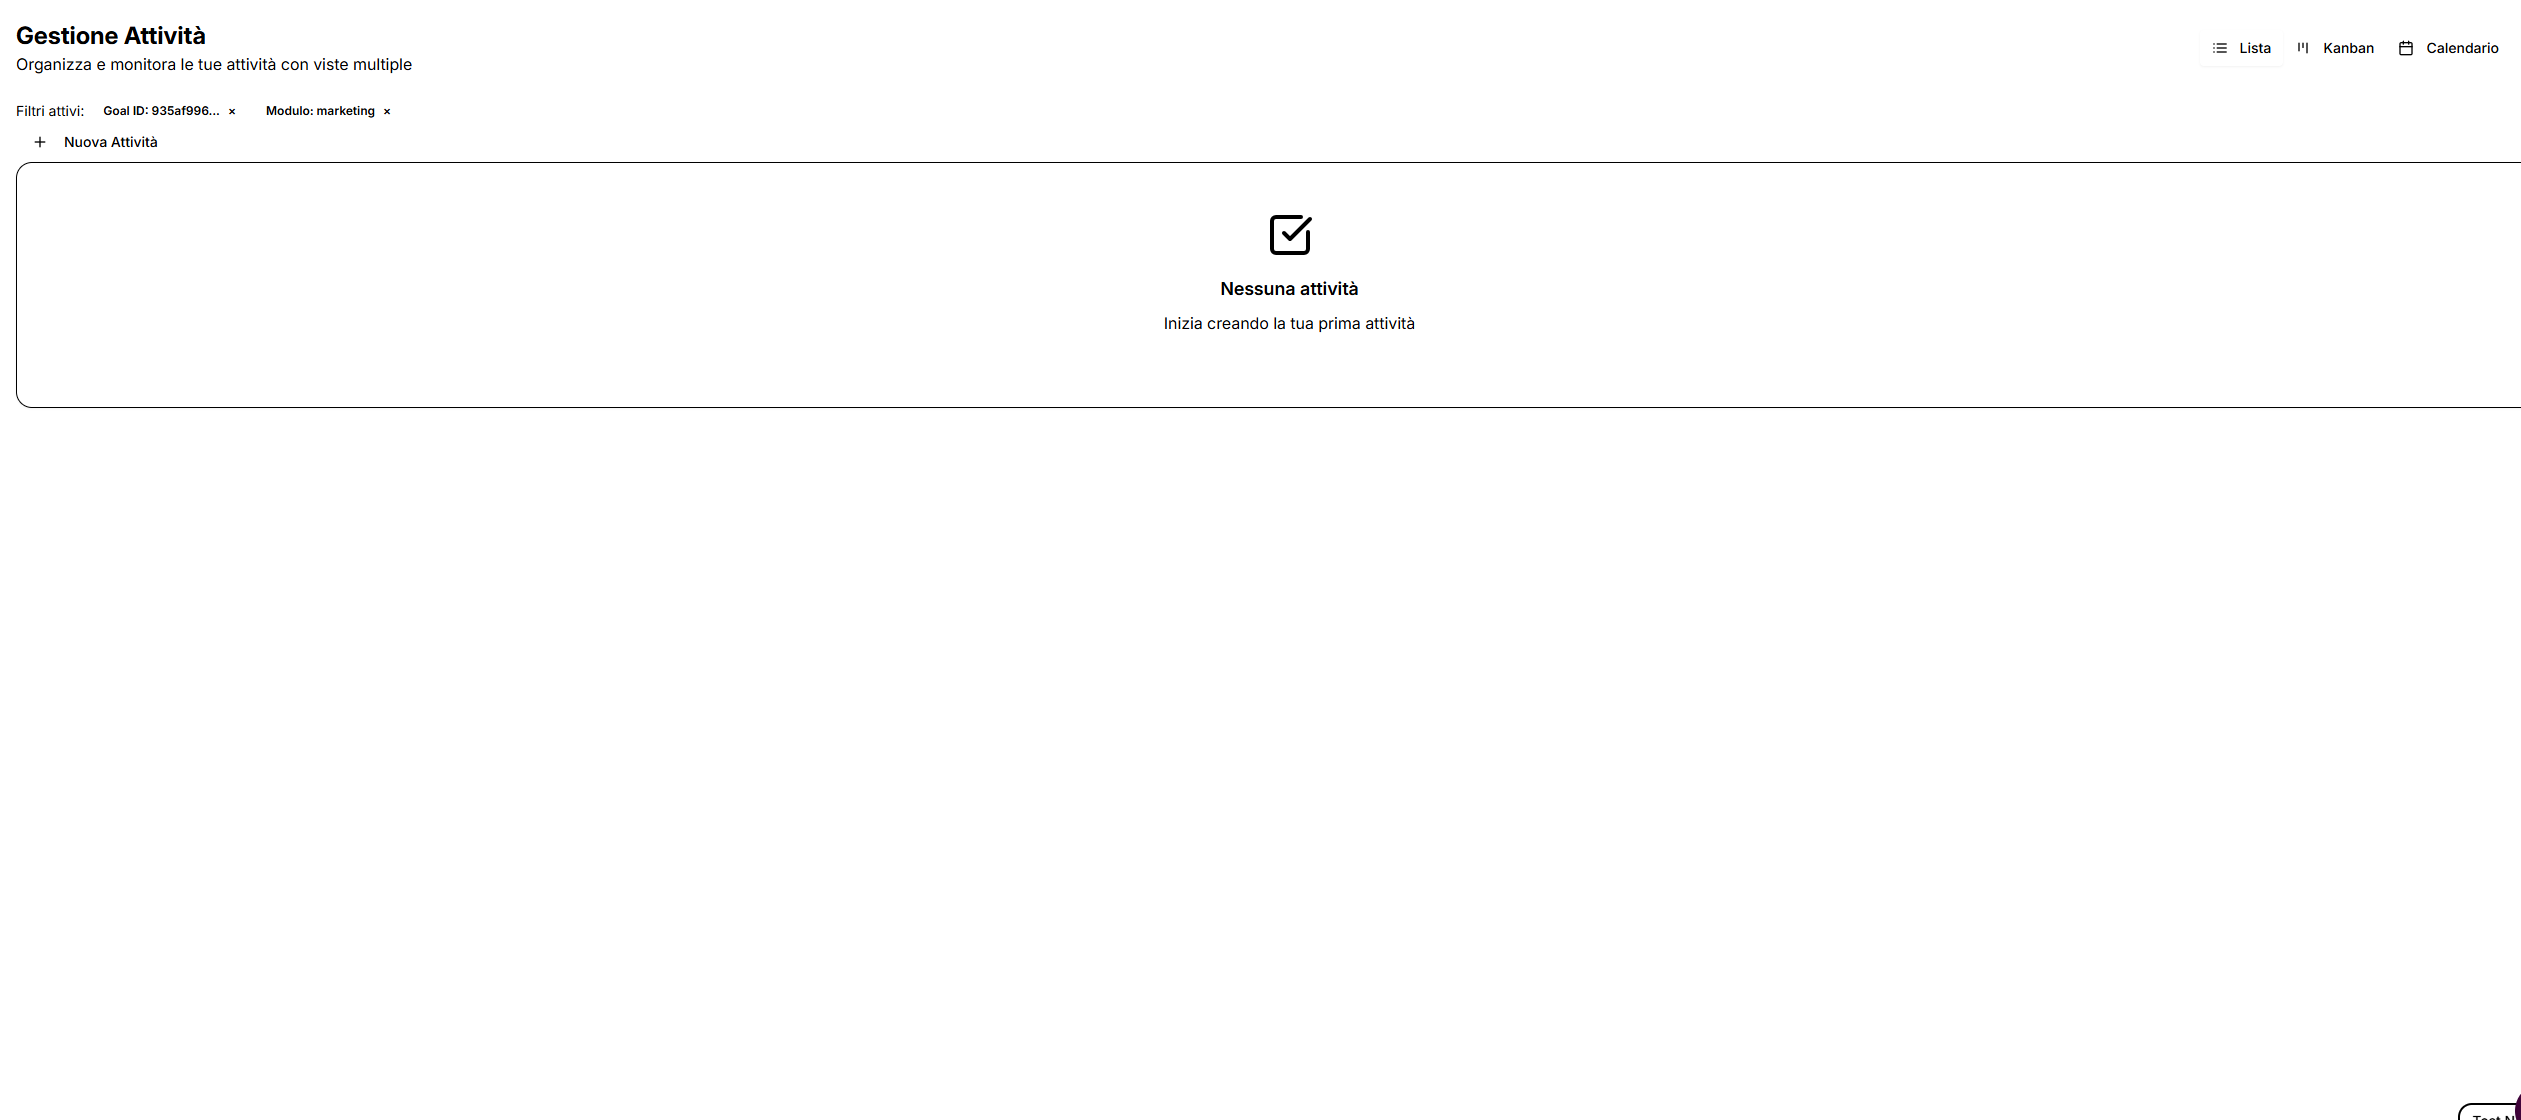 Gestione Attività
Organizza e monitora le tue attività con viste multiple
Lista
Kanban
Calendario
Filtri attivi: Goal ID: 935af996... × Modulo: marketing ×
+ Nuova Attività
Nessuna attività
Inizia creando la tua prima attività